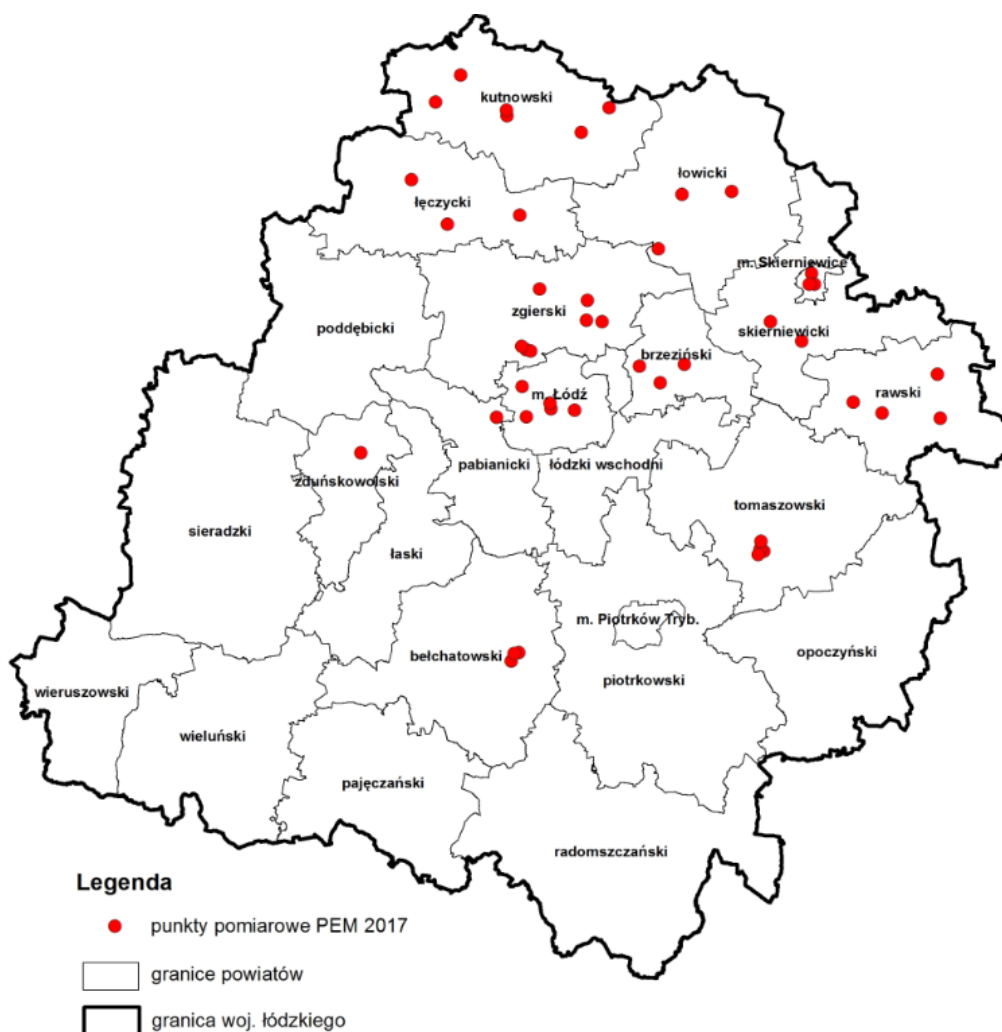 kutnowski
łowicki
łęczycki
m. Skierniewice
zgierski
poddębicki
skierniewicki
brzeziński
rawski
m. Łódź
pabianicki
łódzki wschodni
zduńskowolski
tomaszowski
sieradzki
łaski
m. Piotrków Tryb.
bełchatowski
opoczyński
piotrkowski
wieruszowski
wieluński
pajęczański
radomszczański
Legenda
punkty pomiarowe PEM 2017
granice powiatów
granica woj. łódzkiego